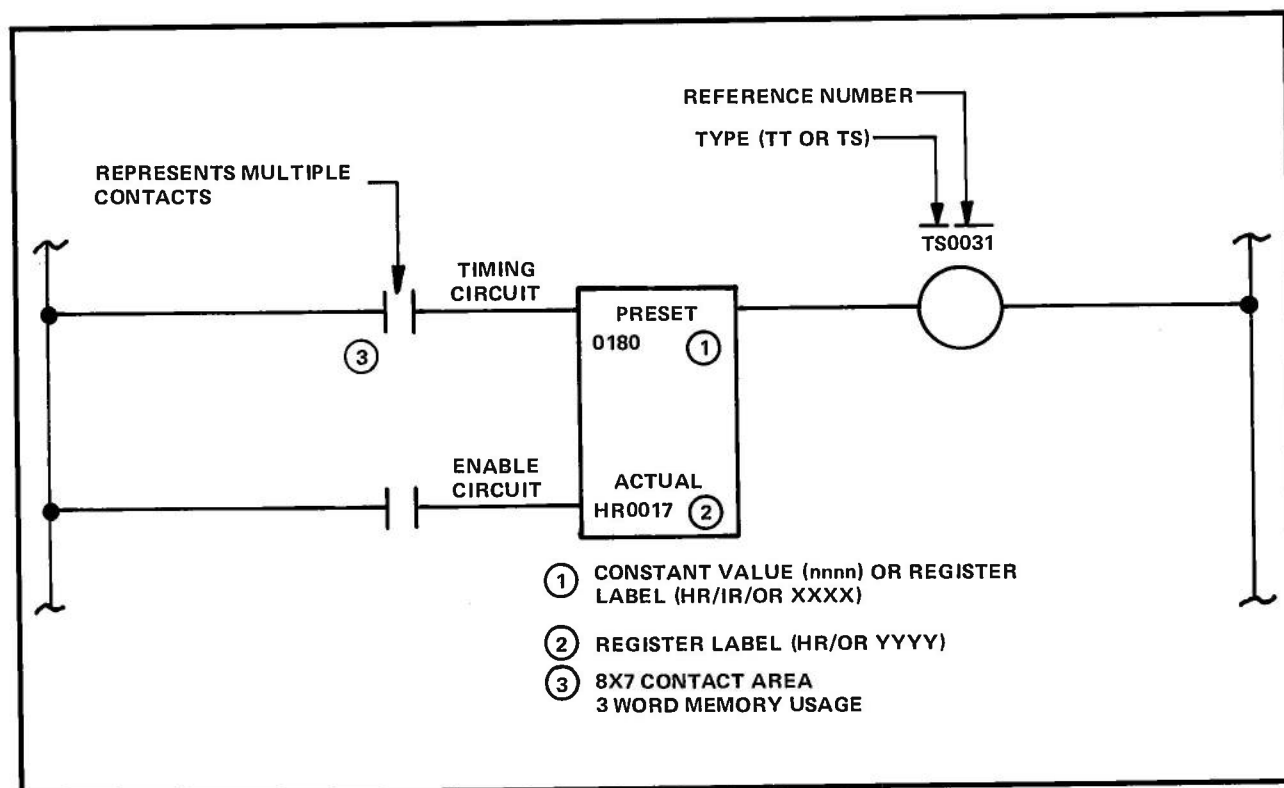 REFERENCE NUMBER
TYPE (TT OR TS)
REPRESENTS MULTIPLE
CONTACTS
TS0031
TIMING
CIRCUIT
PRESET
0180 1
3
ENABLE
CIRCUIT
ACTUAL
HR0017 2
1 CONSTANT VALUE (nnnn) OR REGISTER
LABEL (HR/IR/OR XXXX)
2 REGISTER LABEL (HR/OR YYYY)
3 8X7 CONTACT AREA
3 WORD MEMORY USAGE